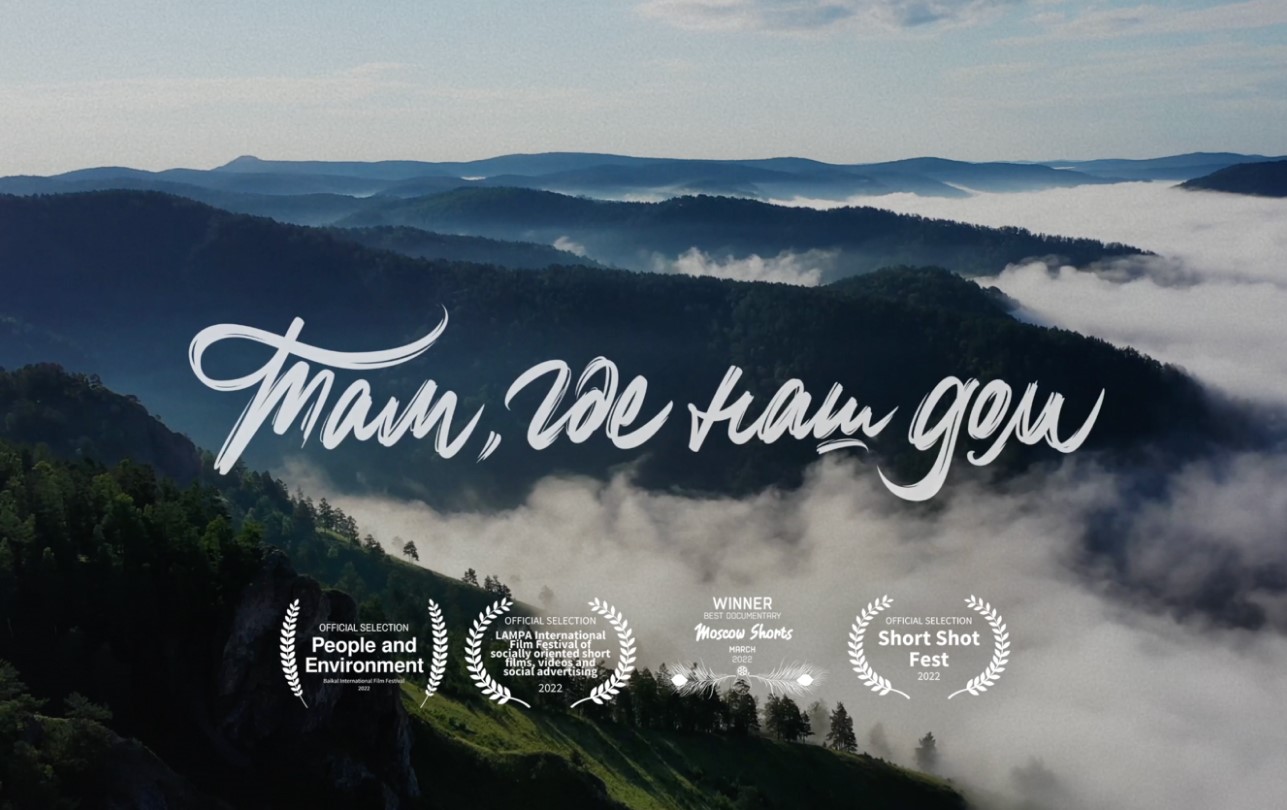 Там, где наш дом
OFFICIAL SELECTION
People and
Environment
Baikal International Film Festival
2022
OFFICIAL SELECTION
LAMPA International
Film Festival of
socially oriented short
films, videos and
social advertising
2022
WINNER
BEST DOCUMENTARY
Moscow Shorts
MARCH
2022
OFFICIAL SELECTION
Short Shot
Fest
2022